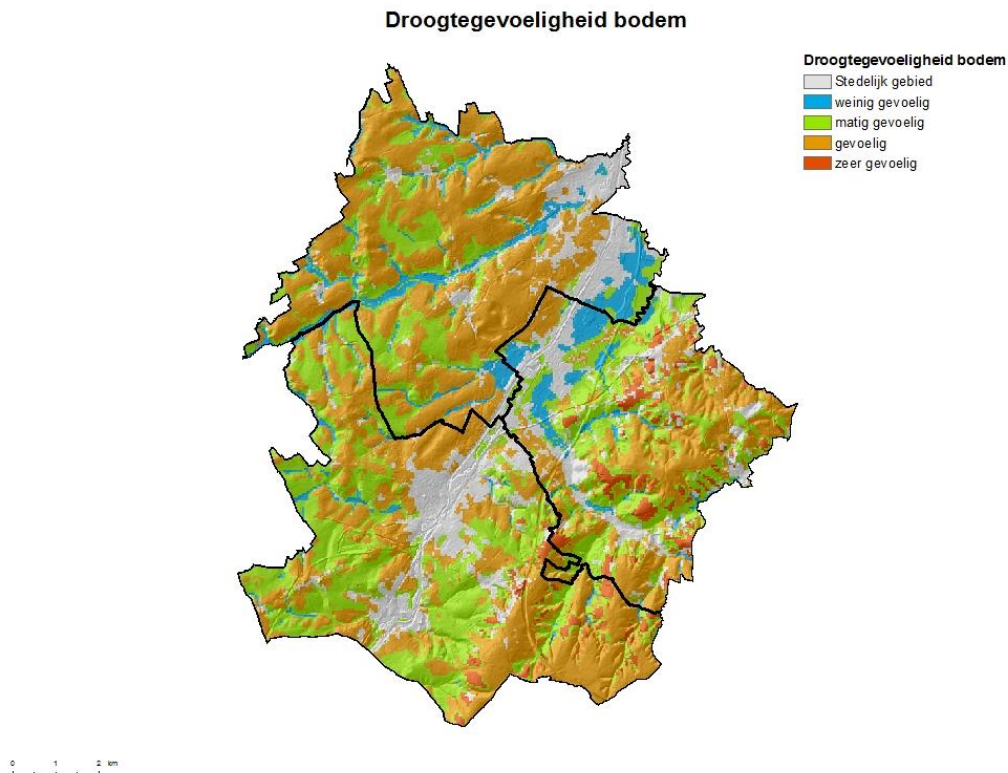 Droogtegevoeligheid bodem
Droogtegevoeligheid bodem
Stedelijk gebied
weinig gevoelig
matig gevoelig
gevoelig
zeer gevoelig
0 1 2 km